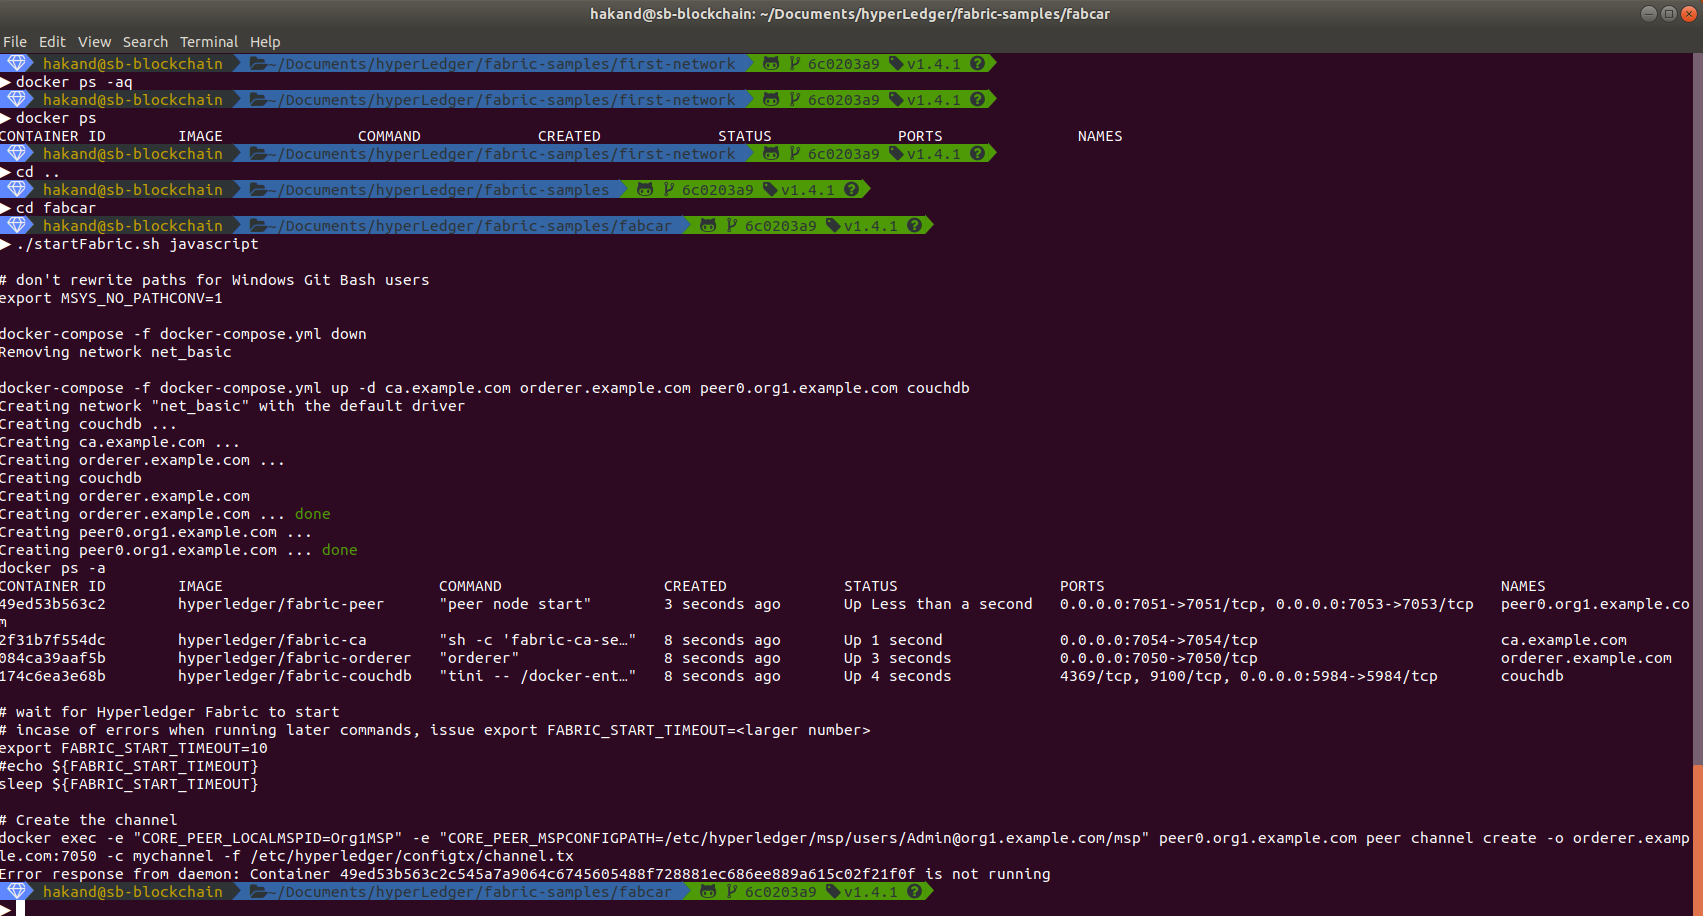 hakand@sb-blockchain: ~/Documents/hyperLedger/fabric-samples/fabcar
File Edit View Search Terminal Help
hakand@sb-blockchain ~/Documents/hyperLedger/fabric-samples/first-network 6c0203a9 v1.4.1 ?
docker ps -aq
hakand@sb-blockchain ~/Documents/hyperLedger/fabric-samples/first-network 6c0203a9 v1.4.1 ?
docker ps
CONTAINER ID IMAGE COMMAND CREATED STATUS PORTS NAMES
hakand@sb-blockchain ~/Documents/hyperLedger/fabric-samples/first-network 6c0203a9 v1.4.1 ?
cd ..
hakand@sb-blockchain ~/Documents/hyperLedger/fabric-samples 6c0203a9 v1.4.1 ?
cd fabcar
hakand@sb-blockchain ~/Documents/hyperLedger/fabric-samples/fabcar 6c0203a9 v1.4.1 ?
./startFabric.sh javascript
# don't rewrite paths for Windows Git Bash users
export MSYS_NO_PATHCONV=1
docker-compose -f docker-compose.yml down
Removing network net_basic
docker-compose -f docker-compose.yml up -d ca.example.com orderer.example.com peer0.org1.example.com couchdb
Creating network "net_basic" with the default driver
Creating couchdb ...
Creating ca.example.com ...
Creating orderer.example.com ...
Creating couchdb
Creating orderer.example.com
Creating orderer.example.com ... done
Creating peer0.org1.example.com ...
Creating peer0.org1.example.com ... done
docker ps -a
CONTAINER ID IMAGE COMMAND CREATED STATUS PORTS NAMES
49ed53b563c2 hyperledger/fabric-peer "peer node start" 3 seconds ago Up Less than a second 0.0.0.0:7051->7051/tcp, 0.0.0.0:7053->7053/tcp peer0.org1.example.co
m
2f31b7f554dc hyperledger/fabric-ca "sh -c 'fabric-ca-se…" 8 seconds ago Up 1 second 0.0.0.0:7054->7054/tcp ca.example.com
084ca39aaf5b hyperledger/fabric-orderer "orderer" 8 seconds ago Up 3 seconds 0.0.0.0:7050->7050/tcp orderer.example.com
174c6ea3e68b hyperledger/fabric-couchdb "tini -- /docker-ent…" 8 seconds ago Up 4 seconds 4369/tcp, 9100/tcp, 0.0.0.0:5984->5984/tcp couchdb
# wait for Hyperledger Fabric to start
# incase of errors when running later commands, issue export FABRIC_START_TIMEOUT=<larger number>
export FABRIC_START_TIMEOUT=10
#echo ${FABRIC_START_TIMEOUT}
sleep ${FABRIC_START_TIMEOUT}
# Create the channel
docker exec -e "CORE_PEER_LOCALMSPID=Org1MSP" -e "CORE_PEER_MSPCONFIGPATH=/etc/hyperledger/msp/users/Admin@org1.example.com/msp" peer0.org1.example.com peer channel create -o orderer.examp
le.com:7050 -c mychannel -f /etc/hyperledger/configtx/channel.tx
Error response from daemon: Container 49ed53b563c2c545a7a9064c6745605488f728881ec686ee889a615c02f21f0f is not running
hakand@sb-blockchain ~/Documents/hyperLedger/fabric-samples/fabcar 6c0203a9 v1.4.1 ?